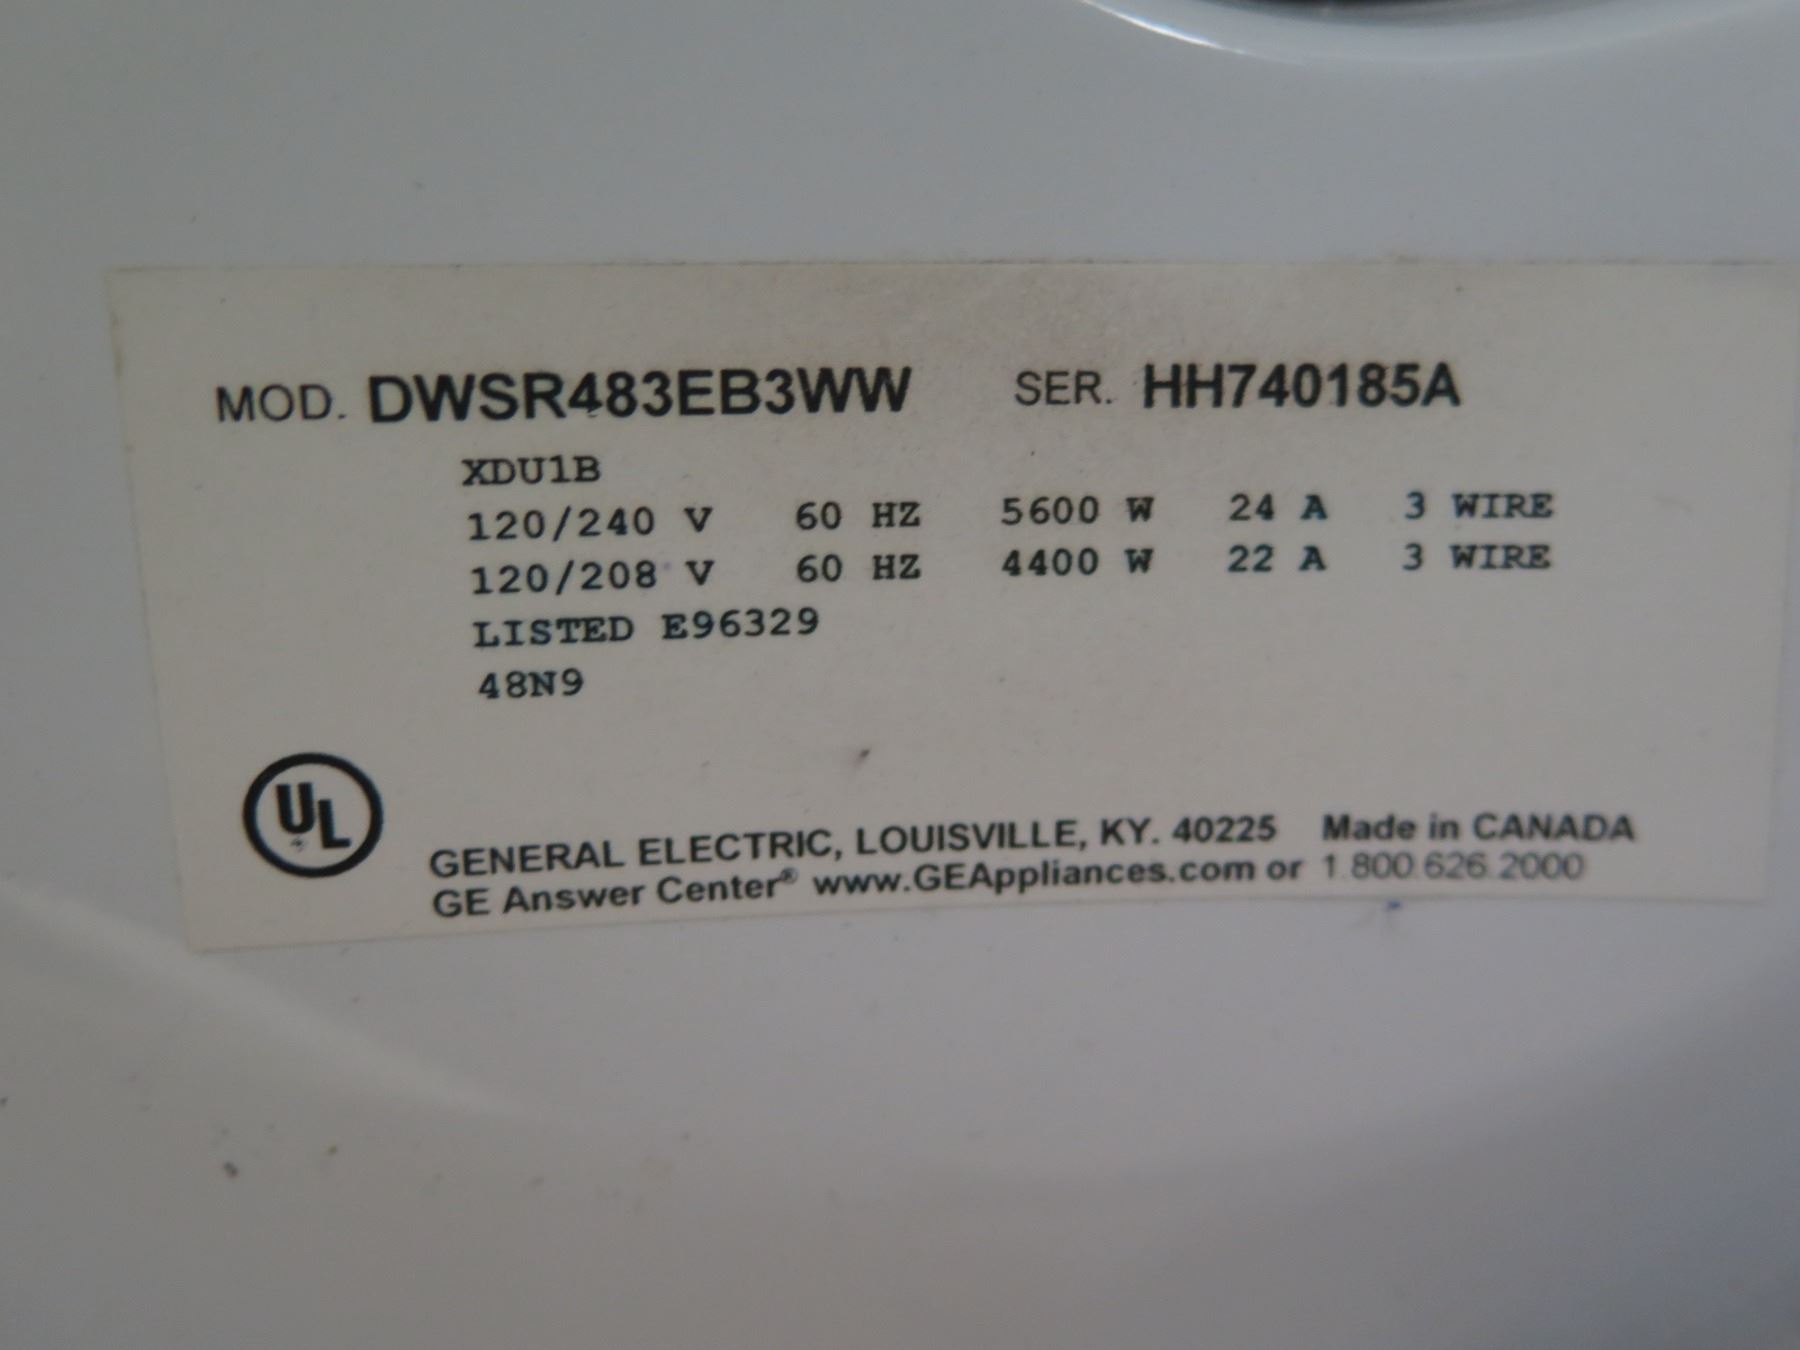 MOD. DWSR483EB3WW SER. HH740185A
XDU1B
120/240 V 60 HZ 5600 W 24 A 3 WIRE
120/208 V 60 HZ 4400 W 22 A 3 WIRE
LISTED E96329
48N9
UL
GENERAL ELECTRIC, LOUISVILLE, KY. 40225 Made in CANADA
GE Answer Center® www.GEAppliances.com or 1.800.626.2000